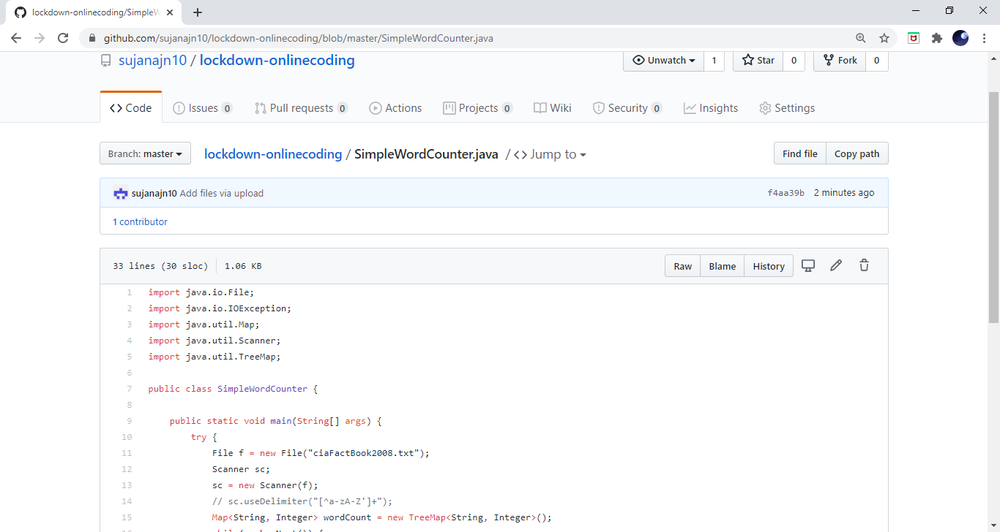 lockdown-onlinecoding/SimpleW
github.com/sujanajn10/lockdown-onlinecoding/blob/master/SimpleWordCounter.java
sujanajn10 / lockdown-onlinecoding
Unwatch 1 Star 0 Fork 0
Code Issues 0 Pull requests 0 Actions Projects 0 Wiki Security 0 Insights Settings
Branch: master lockdown-onlinecoding / SimpleWordCounter.java / <> Jump to Find file Copy path
sujanajn10 Add files via upload f4aa39b 2 minutes ago
1 contributor
33 lines (30 sloc) 1.06 KB Raw Blame History
1 import java.io.File;
2 import java.io.IOException;
3 import java.util.Map;
4 import java.util.Scanner;
5 import java.util.TreeMap;
6
7 public class SimpleWordCounter {
8
9 public static void main(String[] args) {
10 try {
11 File f = new File("ciaFactBook2008.txt");
12 Scanner sc;
13 sc = new Scanner(f);
14 // sc.useDelimiter("[^a-zA-Z']+");
15 Map<String, Integer> wordCount = new TreeMap<String, Integer>();